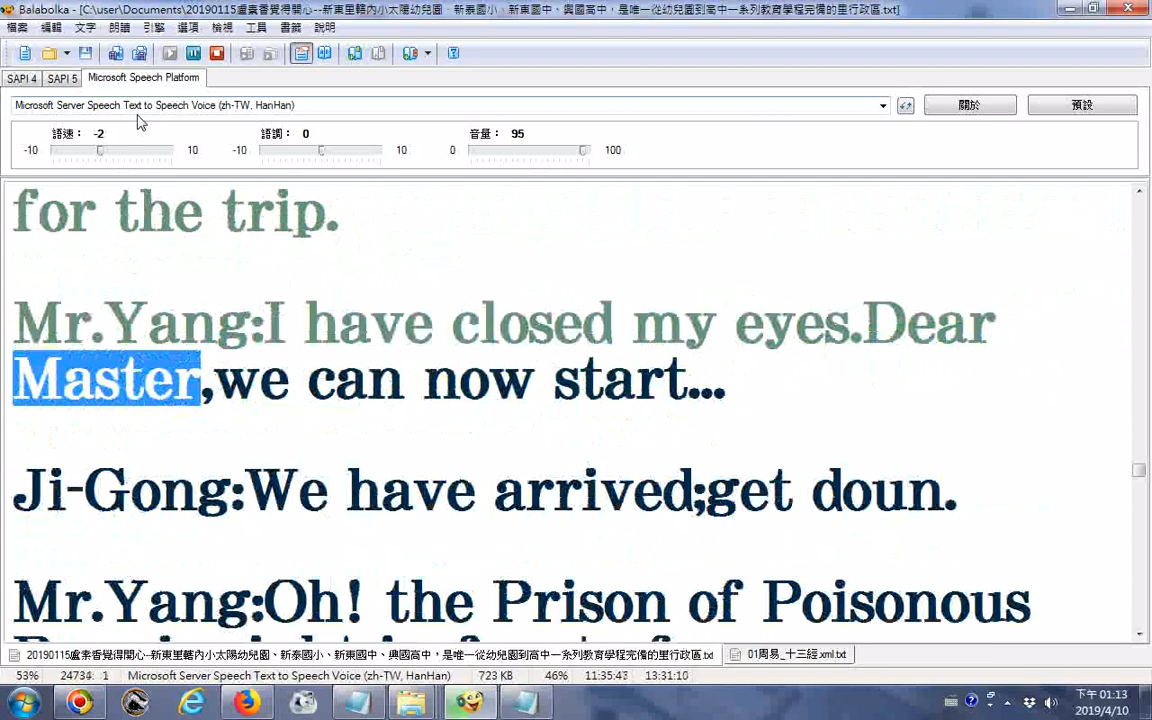 Balabolka - [C:\user\Documents\20190115盧素香覺得開心--新東里轄內小太陽幼兒園、新泰國小、新東國中、興國高中，是唯一從幼兒園到高中一系列教育學程完備的里行政區.txt]
檔案 編輯 文字 朗讀 引擎 選項 檢視 工具 書籤 說明
SAPI 4 SAPI 5 Microsoft Speech Platform
Microsoft Server Speech Text to Speech Voice (zh-TW, HanHan) 關於 預設
語速： -2 語調： 0 音量： 95
-10 10 -10 10 0 100
for the trip.
Mr.Yang:I have closed my eyes.Dear
Master,we can now start...
Ji-Gong:We have arrived;get doun.
Mr.Yang:Oh! the Prison of Poisonous
20190115盧素香覺得開心--新東里轄內小太陽幼兒園、新泰國小、新東國中、興國高中，是唯一從幼兒園到高中一系列教育學程完備的里行政區.txt 01周易_十三經.xml.txt
53% 24734: 1 Microsoft Server Speech Text to Speech Voice (zh-TW, HanHan) 723 KB 46% 11:35:43 13:31:10
下午 01:13
2019/4/10